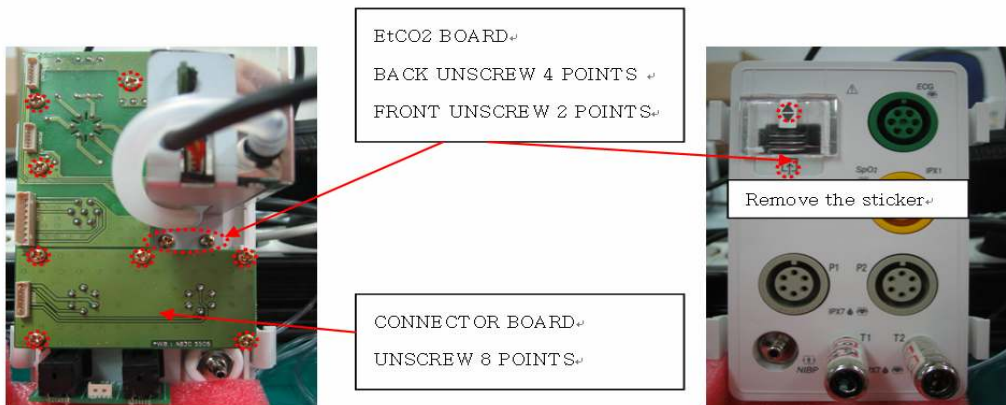 EtCO2 BOARD
BACK UNSCREW 4 POINTS
FRONT UNSCREW 2 POINTS
ECG
SpO2
IPX1
Remove the sticker
P1
P2
IPX7
CONNECTOR BOARD
UNSCREW 8 POINTS
T1
T2
NIBP